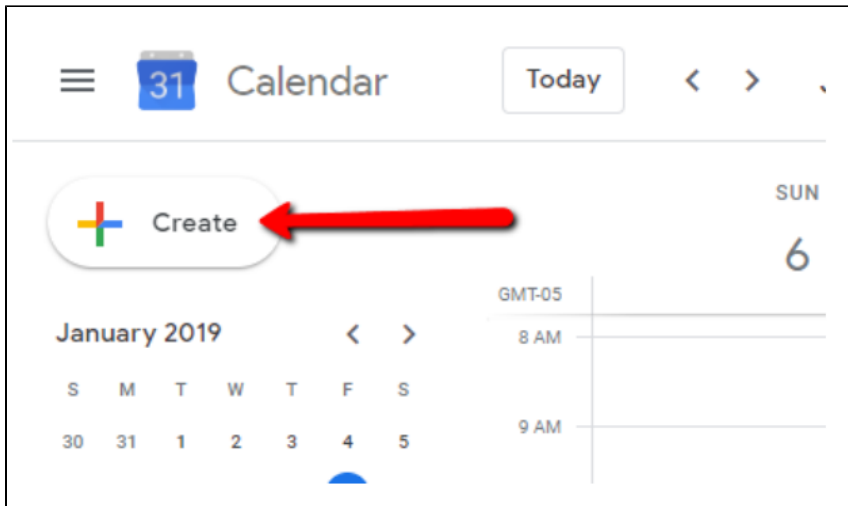 31 Calendar Today
Create
SUN
6
GMT-05
January 2019
8 AM
S M T W T F S
30 31 1 2 3 4 5
9 AM